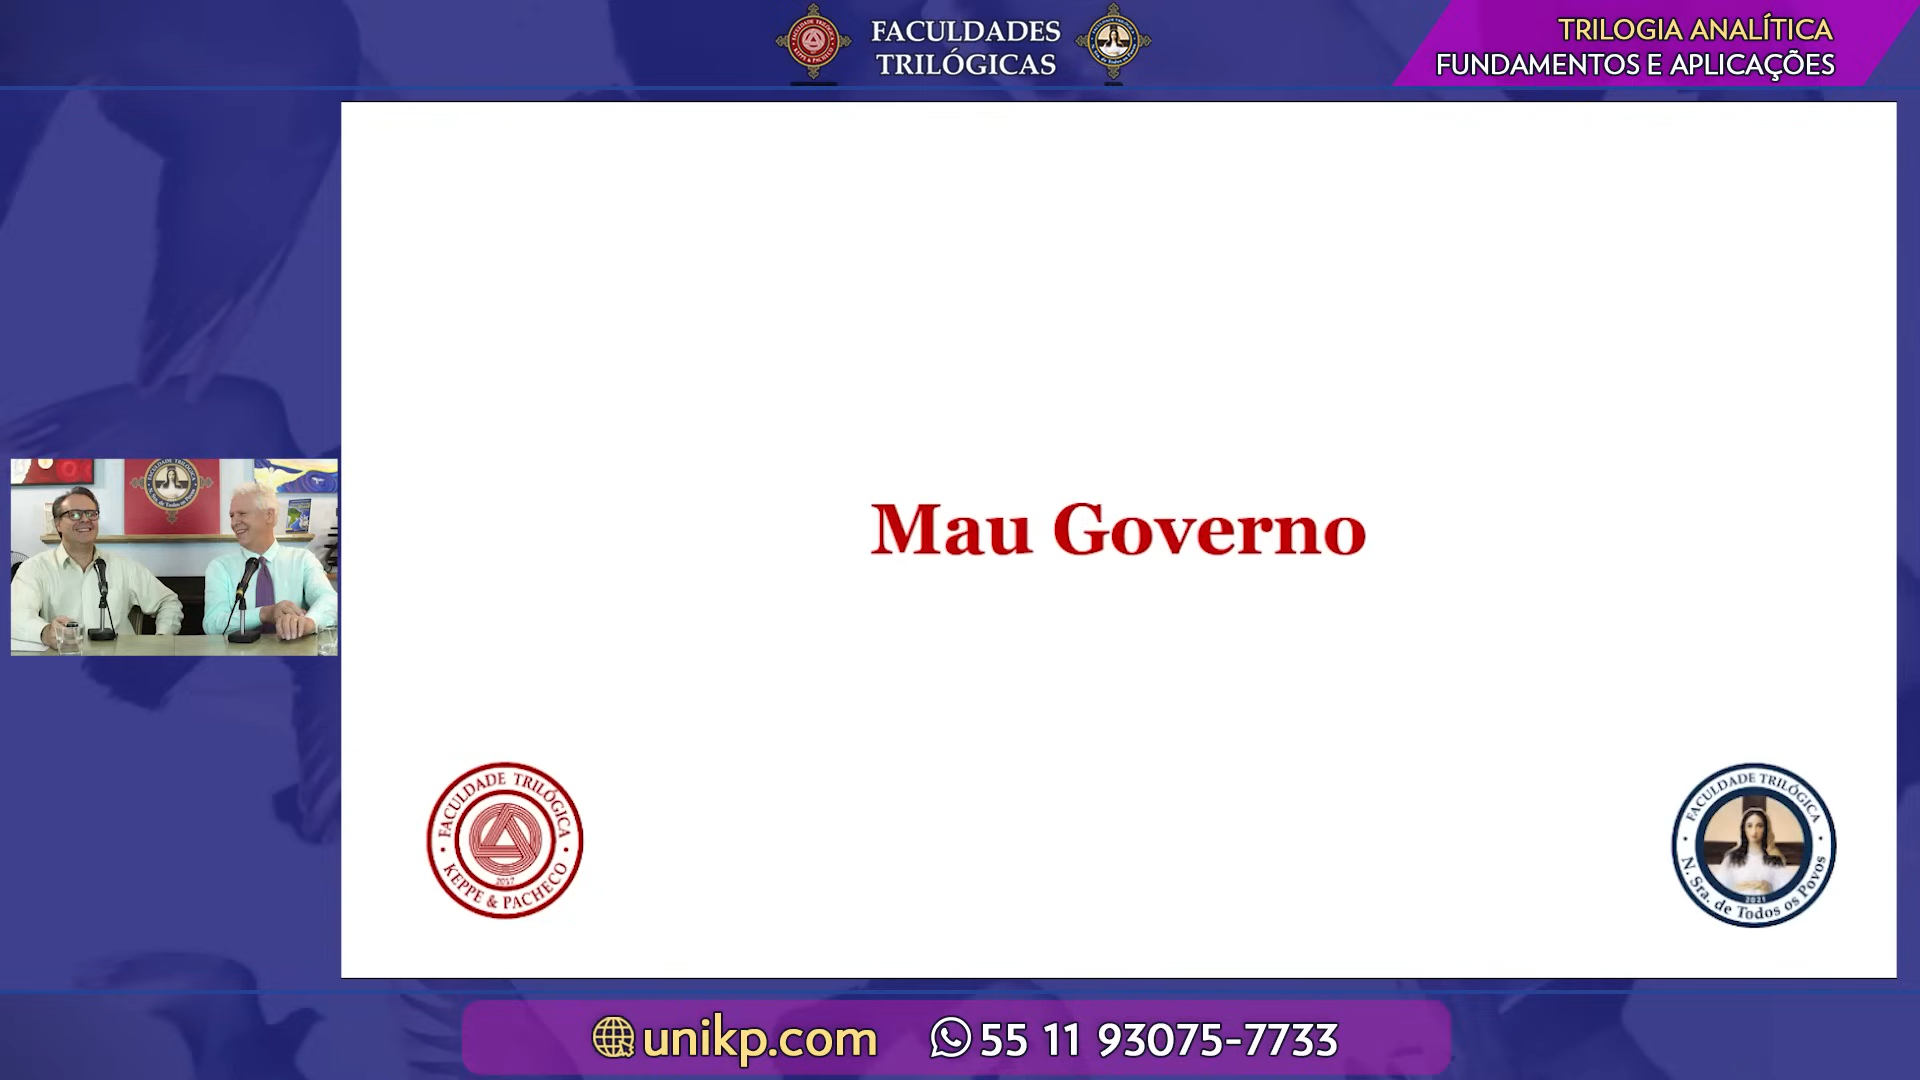 FACULDADES
TRILÓGICAS
TRILOGIA ANALÍTICA
FUNDAMENTOS E APLICAÇÕES
Mau Governo
FACULDADE TRILÓGICA
2017
KEPPE & PACHECO
FACULDADE TRILÓGICA
N. Sra. de Todos os Povos
unikp.com
55 11 93075-7733